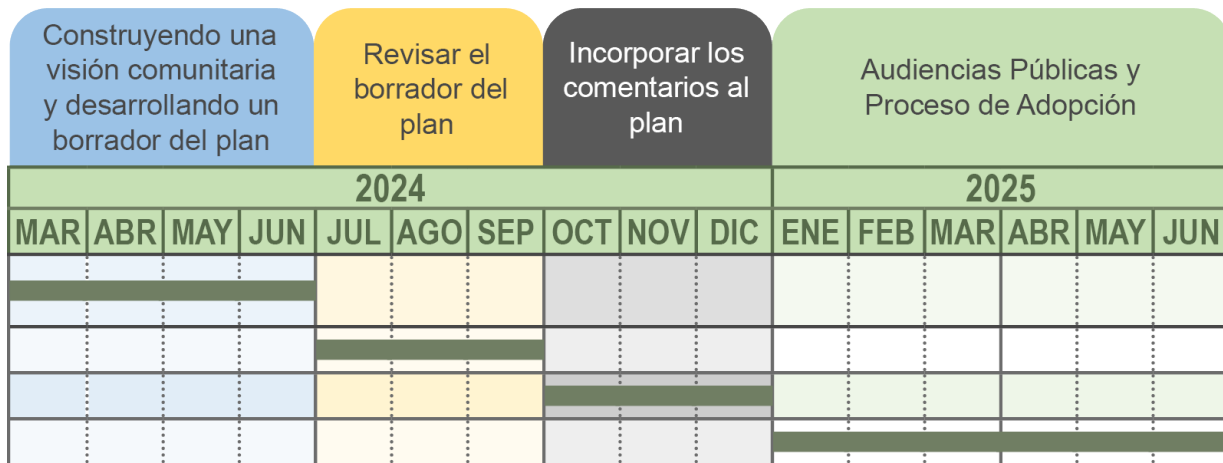 Construyendo una
visión comunitaria
y desarrollando un
borrador del plan
Revisar el
borrador del
plan
Incorporar los
comentarios al
plan
Audiencias Públicas y
Proceso de Adopción
2024 2025
MAR ABR MAY JUN JUL AGO SEP OCT NOV DIC ENE FEB MAR ABR MAY JUN